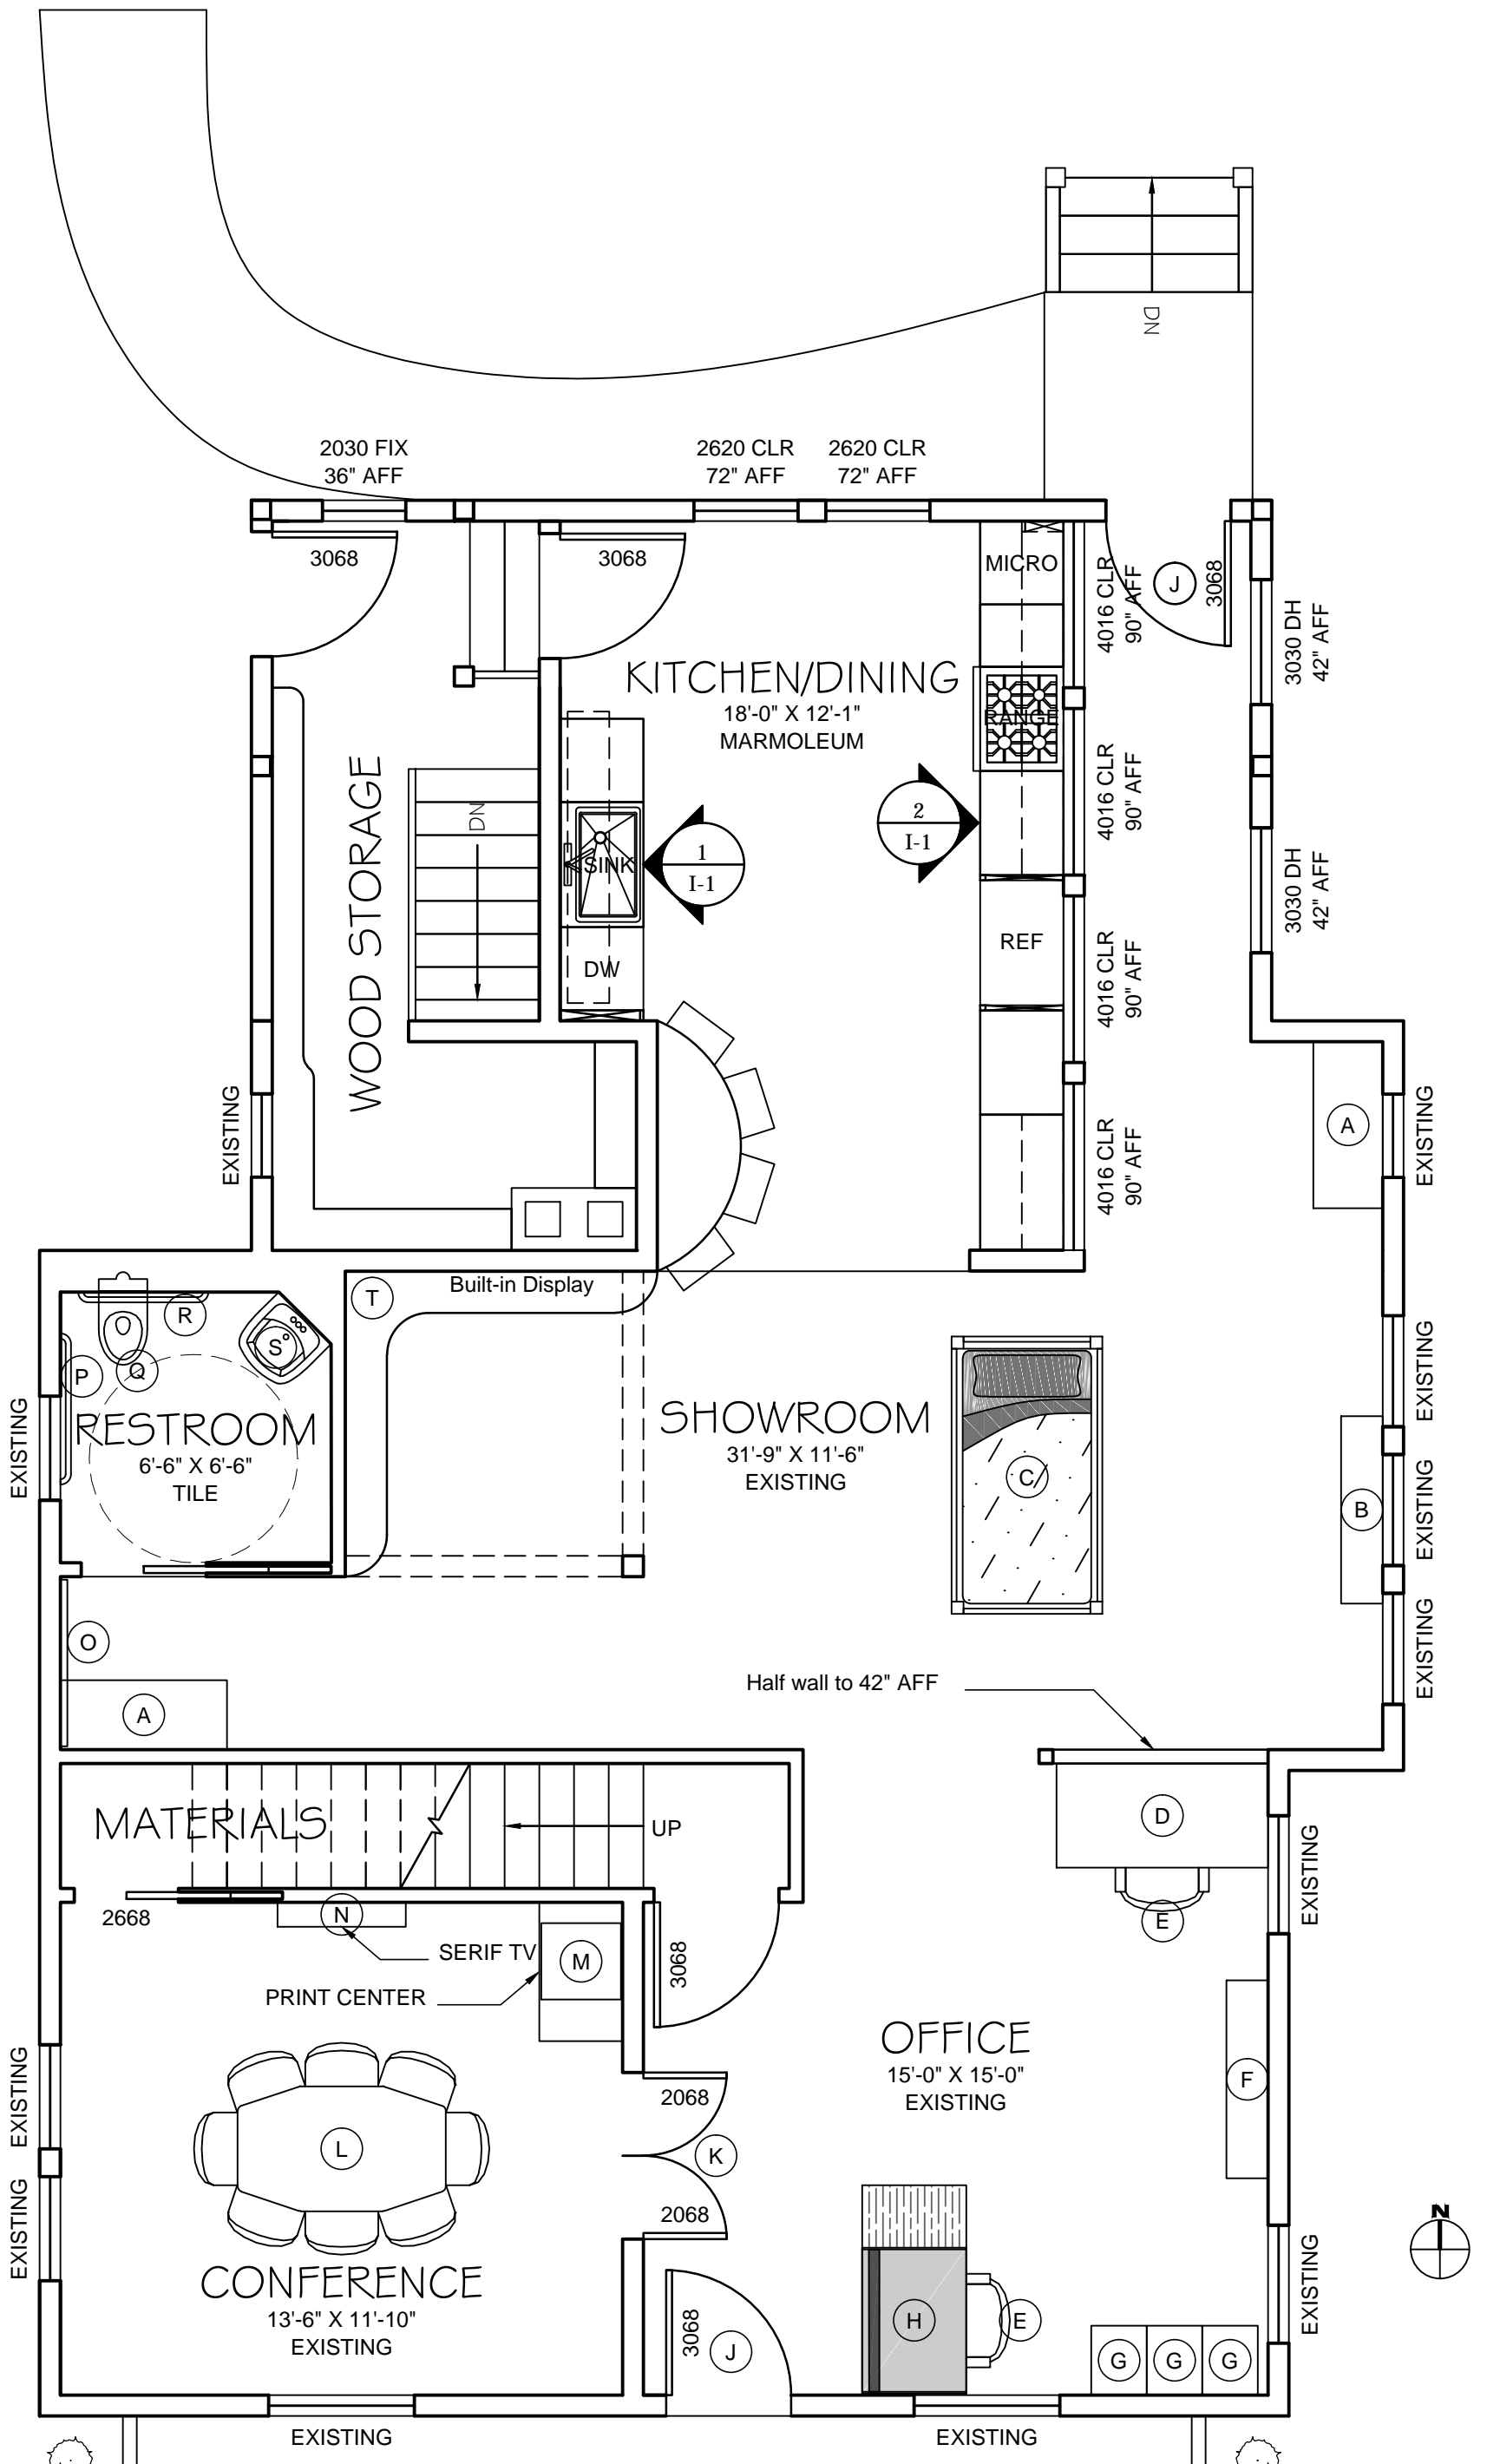 DN
2030 FIX
36" AFF
2620 CLR
72" AFF
2620 CLR
72" AFF
3068
3068
MICRO
4016 CLR
90" AFF
J
3068
3030 DH
42" AFF
KITCHEN/DINING
18'-0" X 12'-1"
MARMOLEUM
RANGE
WOOD STORAGE
DN
SINK
1
I-1
2
I-1
4016 CLR
90" AFF
3030 DH
42" AFF
DW
REF
4016 CLR
90" AFF
EXISTING
4016 CLR
90" AFF
A
EXISTING
Built-in Display
T
R
S
P
Q
RESTROOM
6'-6" X 6'-6"
TILE
EXISTING
SHOWROOM
31'-9" X 11'-6"
EXISTING
C
EXISTING
B
EXISTING
EXISTING
O
A
Half wall to 42" AFF
MATERIALS
UP
D
E
EXISTING
2668
N
SERIF TV
M
3068
PRINT CENTER
OFFICE
15'-0" X 15'-0"
EXISTING
F
2068
K
2068
L
EXISTING
EXISTING
CONFERENCE
13'-6" X 11'-10"
EXISTING
3068
J
H
E
G
G
G
EXISTING
N
EXISTING
EXISTING